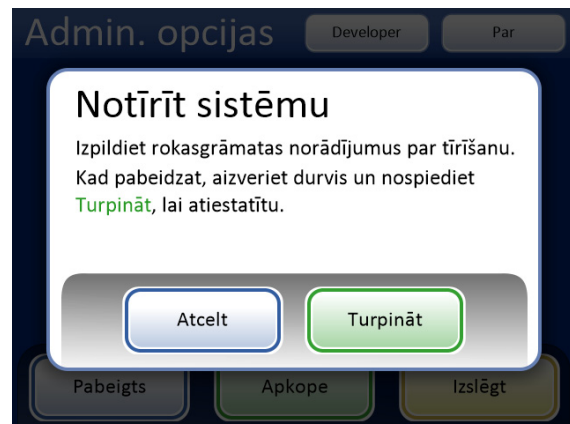 Admin. opcijas
Developer
Par
Notīrīt sistēmu
Izpildiet rokasgrāmatas norādījumus par tīrīšanu.
Kad pabeidzat, aizveriet durvis un nospiediet
Turpināt, lai atiestatītu.
Atcelt
Turpināt
Pabeigts
Apkope
Izslēgt